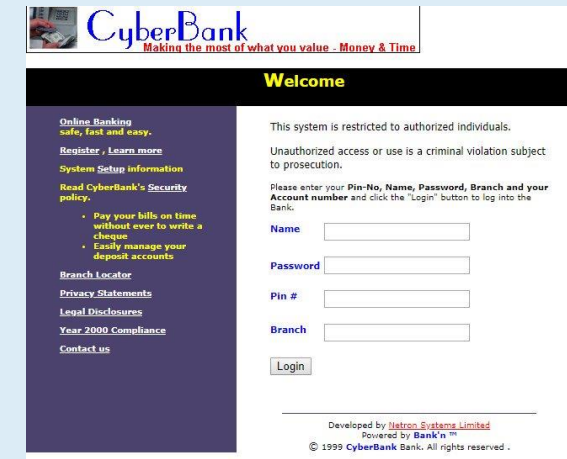 CyberBank
Making the most of what you value - Money & Time
Welcome
Online Banking
safe, fast and easy.
Register , Learn more
System Setup information
Read CyberBank's Security
policy.
• Pay your bills on time
without ever to write a
cheque
• Easily manage your
deposit accounts
Branch Locator
Privacy Statements
Legal Disclosures
Year 2000 Compliance
Contact us
This system is restricted to authorized individuals.
Unauthorized access or use is a criminal violation subject
to prosecution.
Please enter your Pin-No, Name, Password, Branch and your
Account number and click the "Login" button to log into the
Bank.
Name
Password
Pin #
Branch
Login
Developed by Netron Systems Limited
Powered by Bank'n ™
© 1999 CyberBank Bank. All rights reserved .